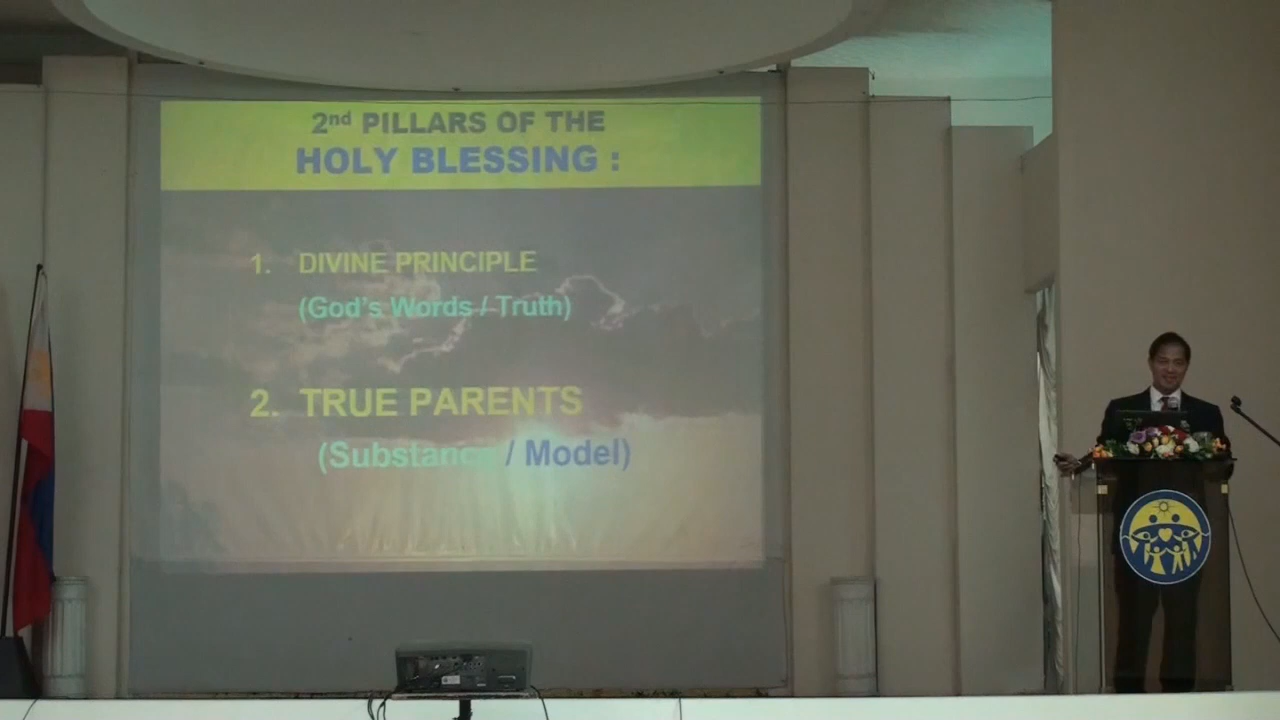 2nd PILLARS OF THE
HOLY BLESSING :
1. DIVINE PRINCIPLE
(God's Words / Truth)
2. TRUE PARENTS
(Substance / Model)